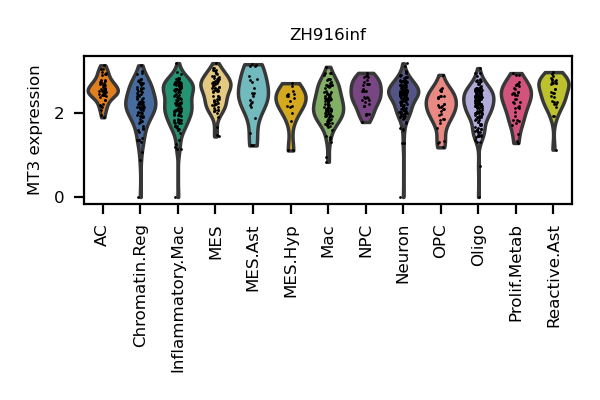 ZH916inf
MT3 expression
2
0
AC
Chromatin.Reg
Inflammatory.Mac
MES
MES.Ast
MES.Hyp
Mac
NPC
Neuron
OPC
Oligo
Prolif.Metab
Reactive.Ast